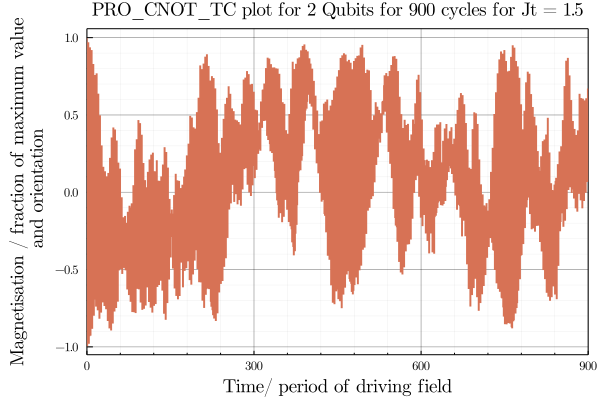 PRO_CNOT_TC plot for 2 Qubits for 900 cycles for Jt = 1.5
Magnetisation / fraction of maximum value
and orientation
1.0
0.5
0.0
−0.5
−1.0
0
300
600
900
Time/ period of driving field